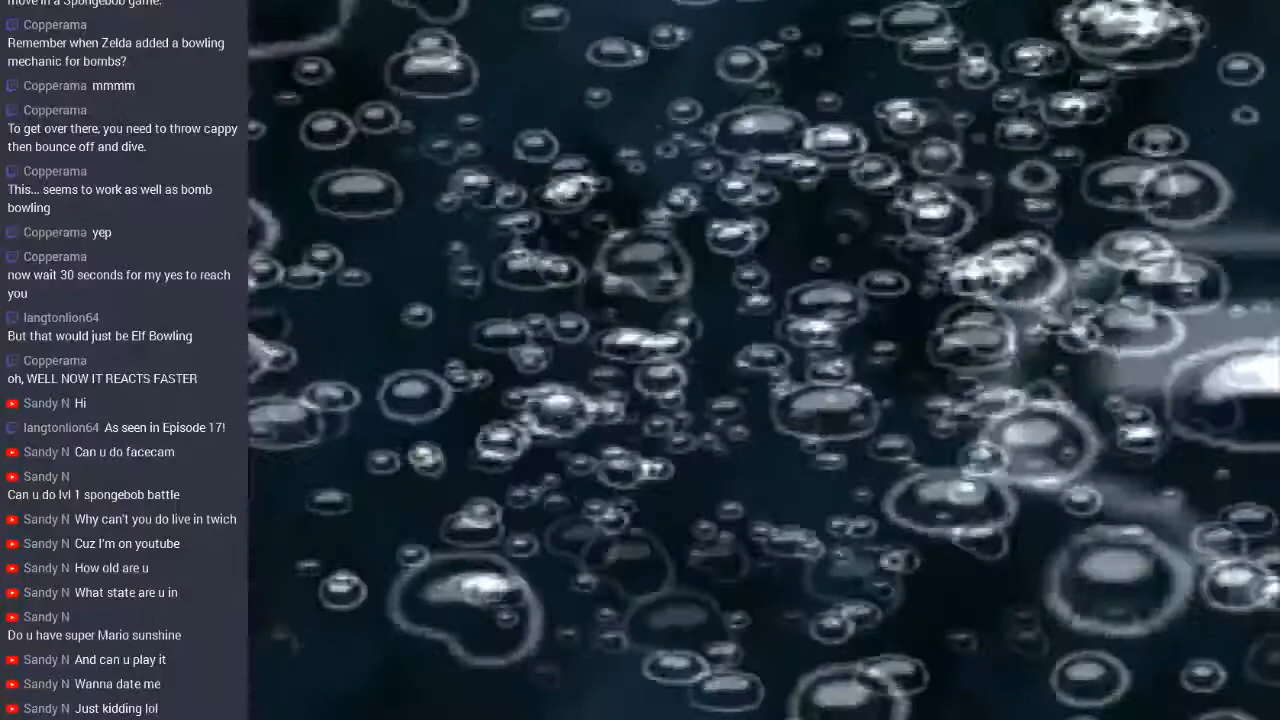 move in a Spongebob game.
Copperama
Remember when Zelda added a bowling
mechanic for bombs?
Copperama mmmm
Copperama
To get over there, you need to throw cappy
then bounce off and dive.
Copperama
This... seems to work as well as bomb
bowling
Copperama yep
Copperama
now wait 30 seconds for my yes to reach
you
langtonlion64
But that would just be Elf Bowling
Copperama
oh, WELL NOW IT REACTS FASTER
Sandy N Hi
langtonlion64 As seen in Episode 17!
Sandy N Can u do facecam
Sandy N
Can u do lvl 1 spongebob battle
Sandy N Why can't you do live in twich
Sandy N Cuz I'm on youtube
Sandy N How old are u
Sandy N What state are u in
Sandy N
Do u have super Mario sunshine
Sandy N And can u play it
Sandy N Wanna date me
Sandy N Just kidding lol